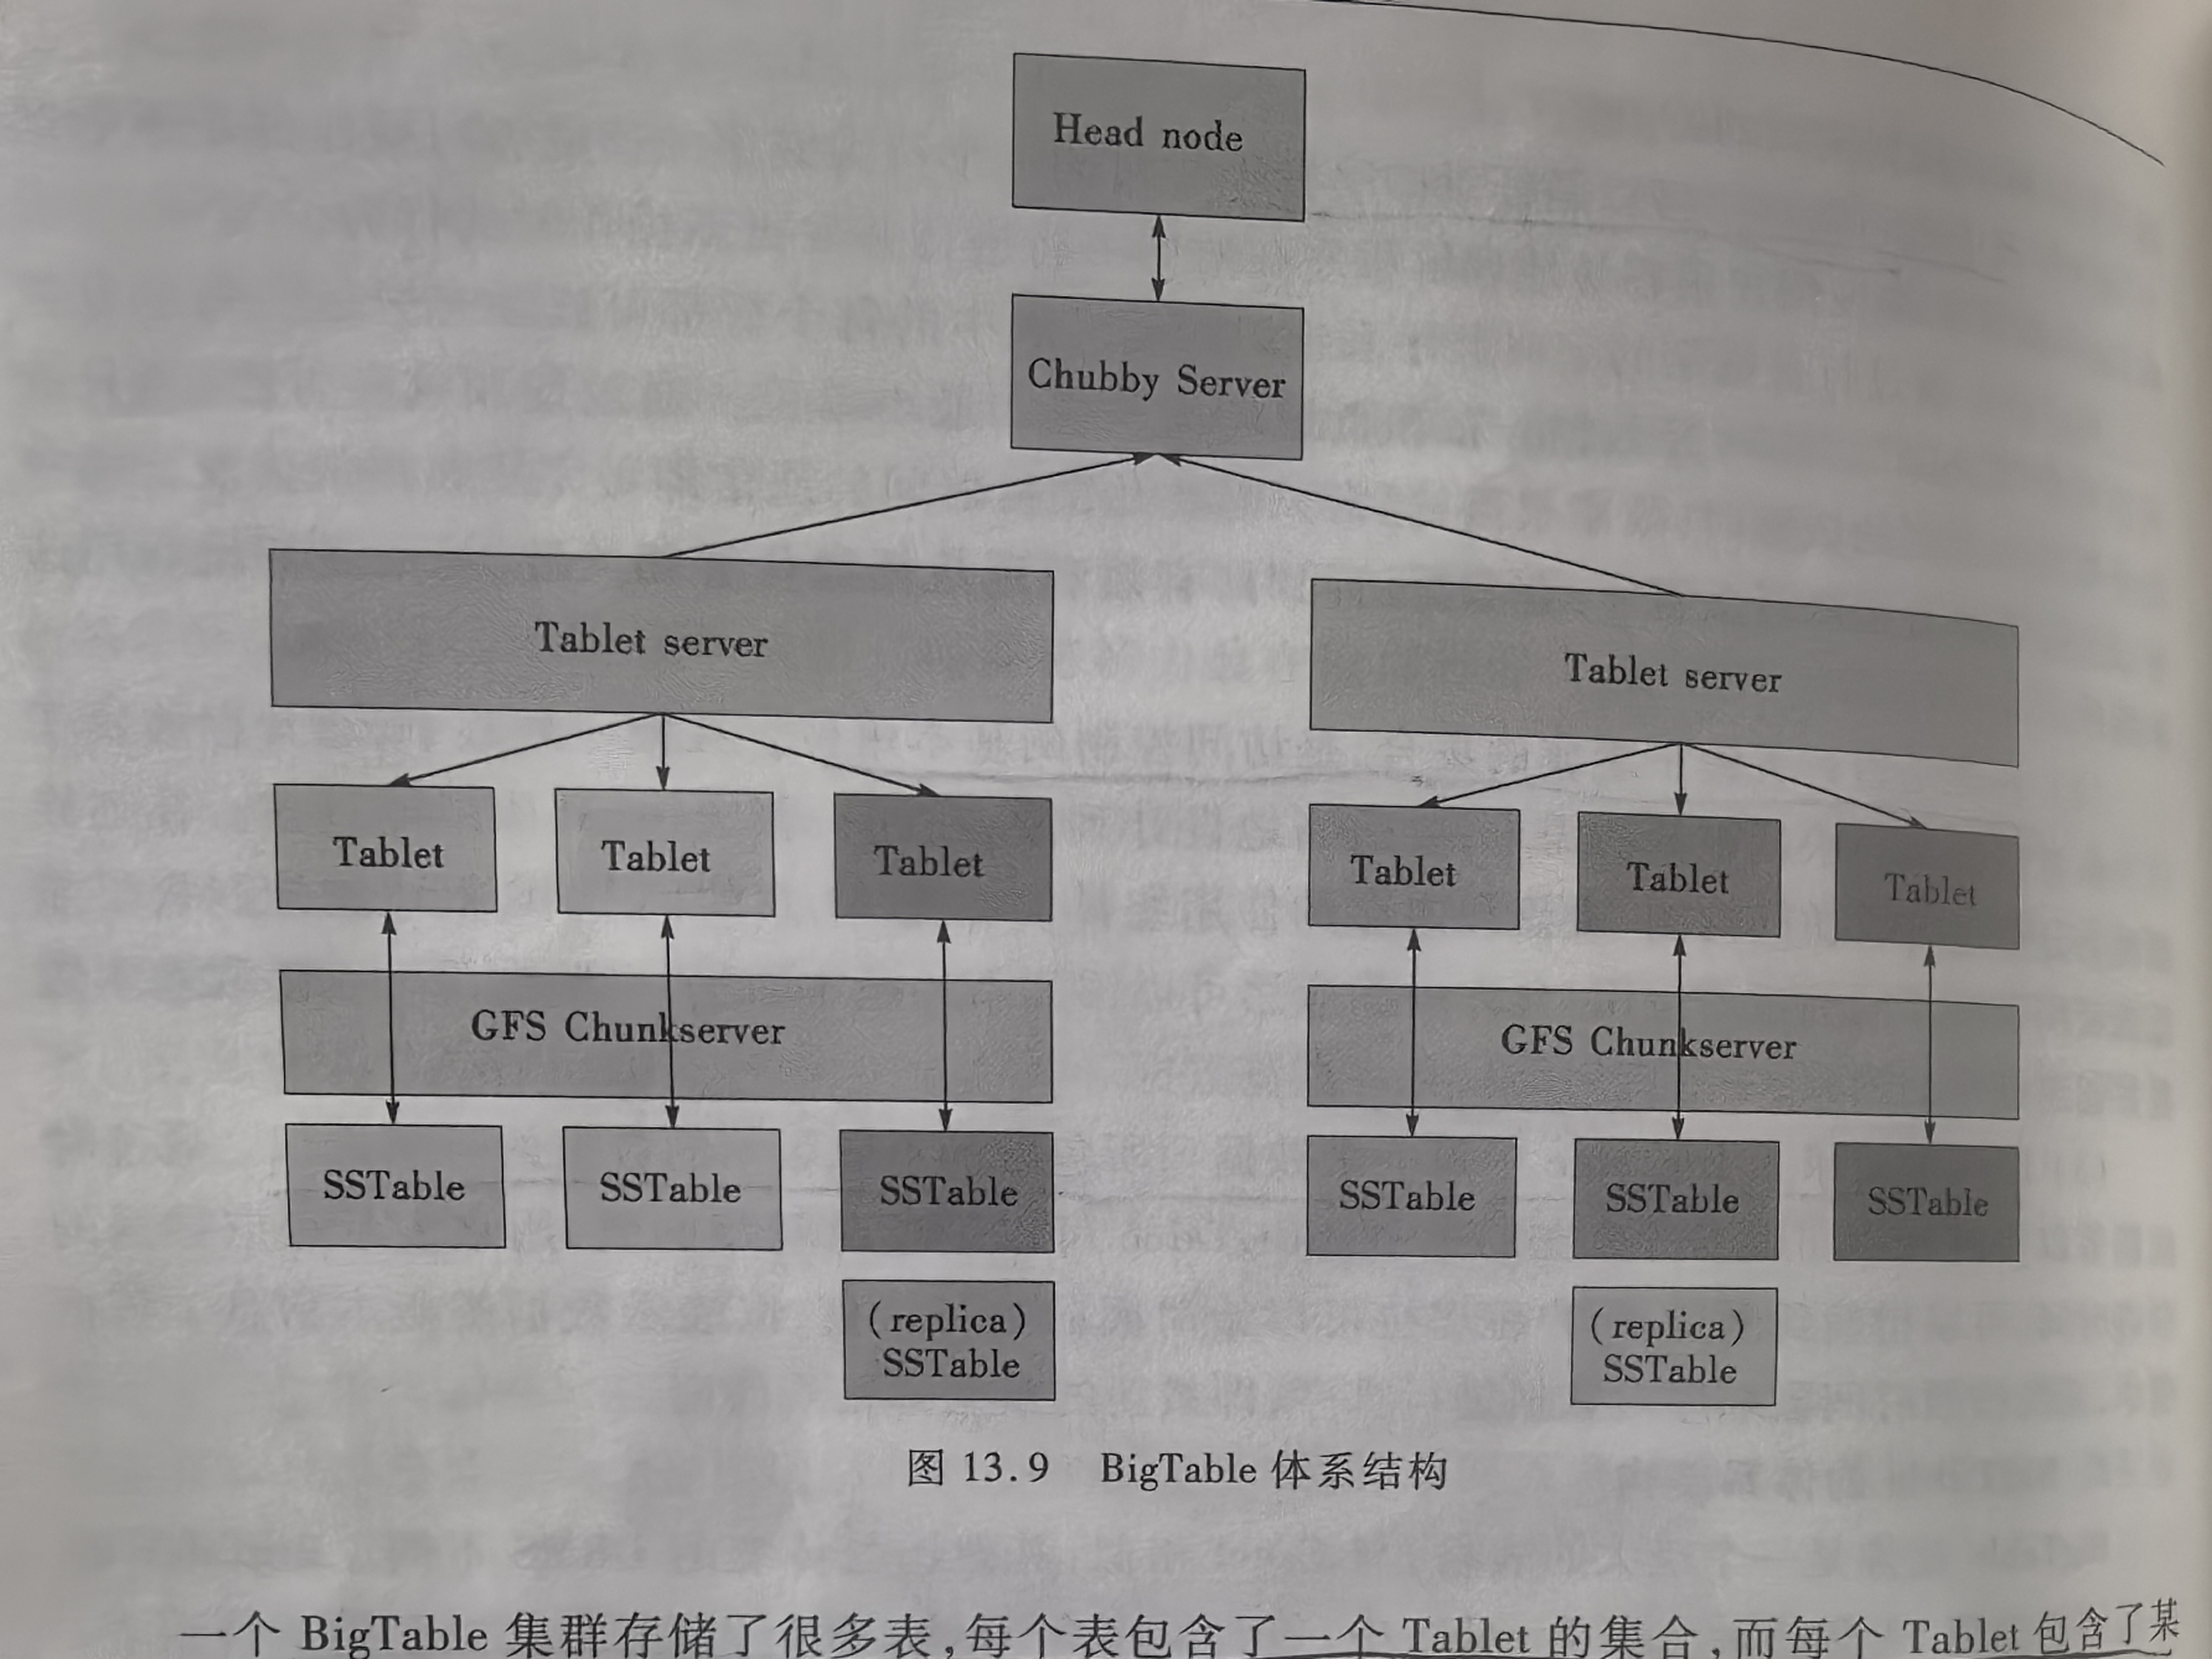 Head node
Chubby Server
Tablet server
Tablet server
Tablet
Tablet
Tablet
Tablet
Tablet
Tablet
GFS Chunkserver
GFS Chunkserver
SSTable
SSTable
SSTable
SSTable
SSTable
SSTable
(replica)
SSTable
(replica)
SSTable
图 13.9 BigTable 体系结构
一个 BigTable 集群存储了很多表,每个表包含了一个 Tablet 的集合,而每个 Tablet 包含了某